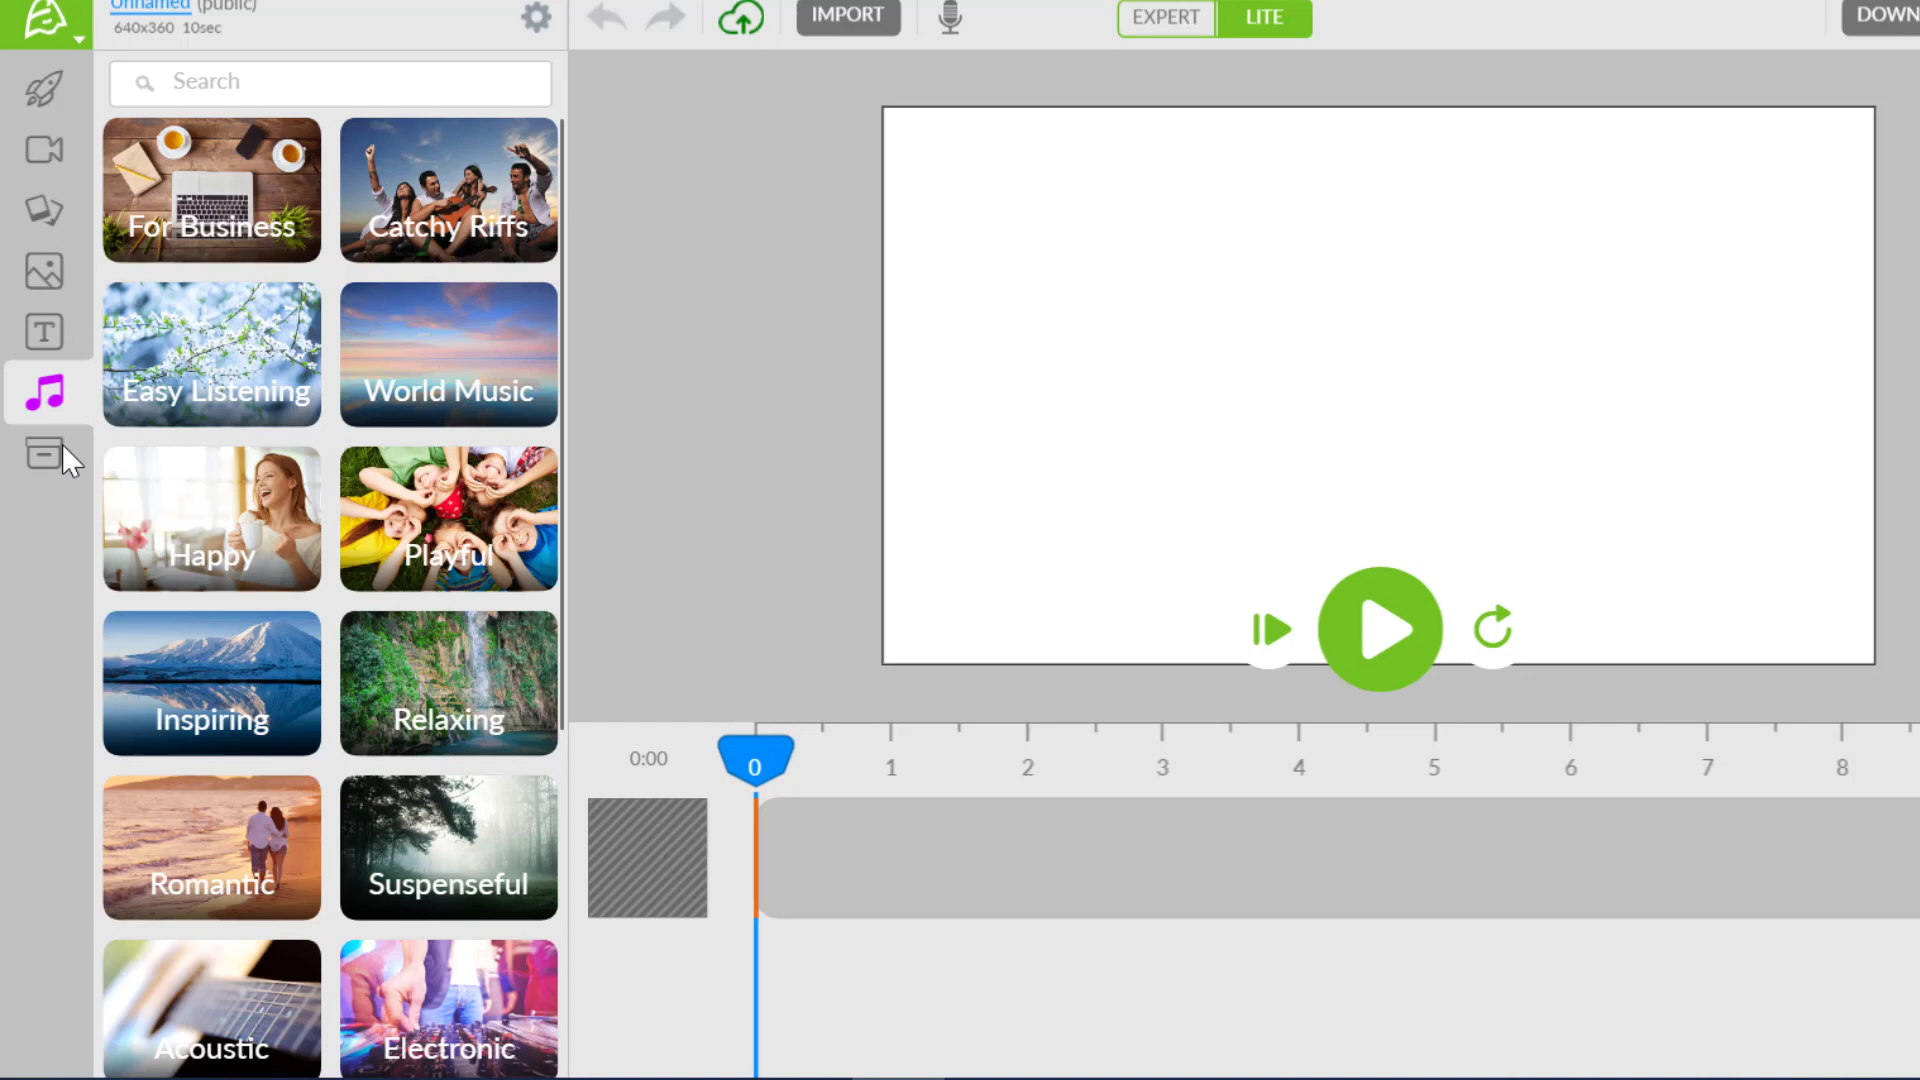 Unnamed (public)
640x360 10sec
IMPORT
EXPERT
LITE
DOWN
Search
For Business
Catchy Riffs
Easy Listening
World Music
Happy
Playful
Inspiring
Relaxing
Romantic
Suspenseful
Acoustic
Electronic
T
0:00
0
1
2
3
4
5
6
7
8